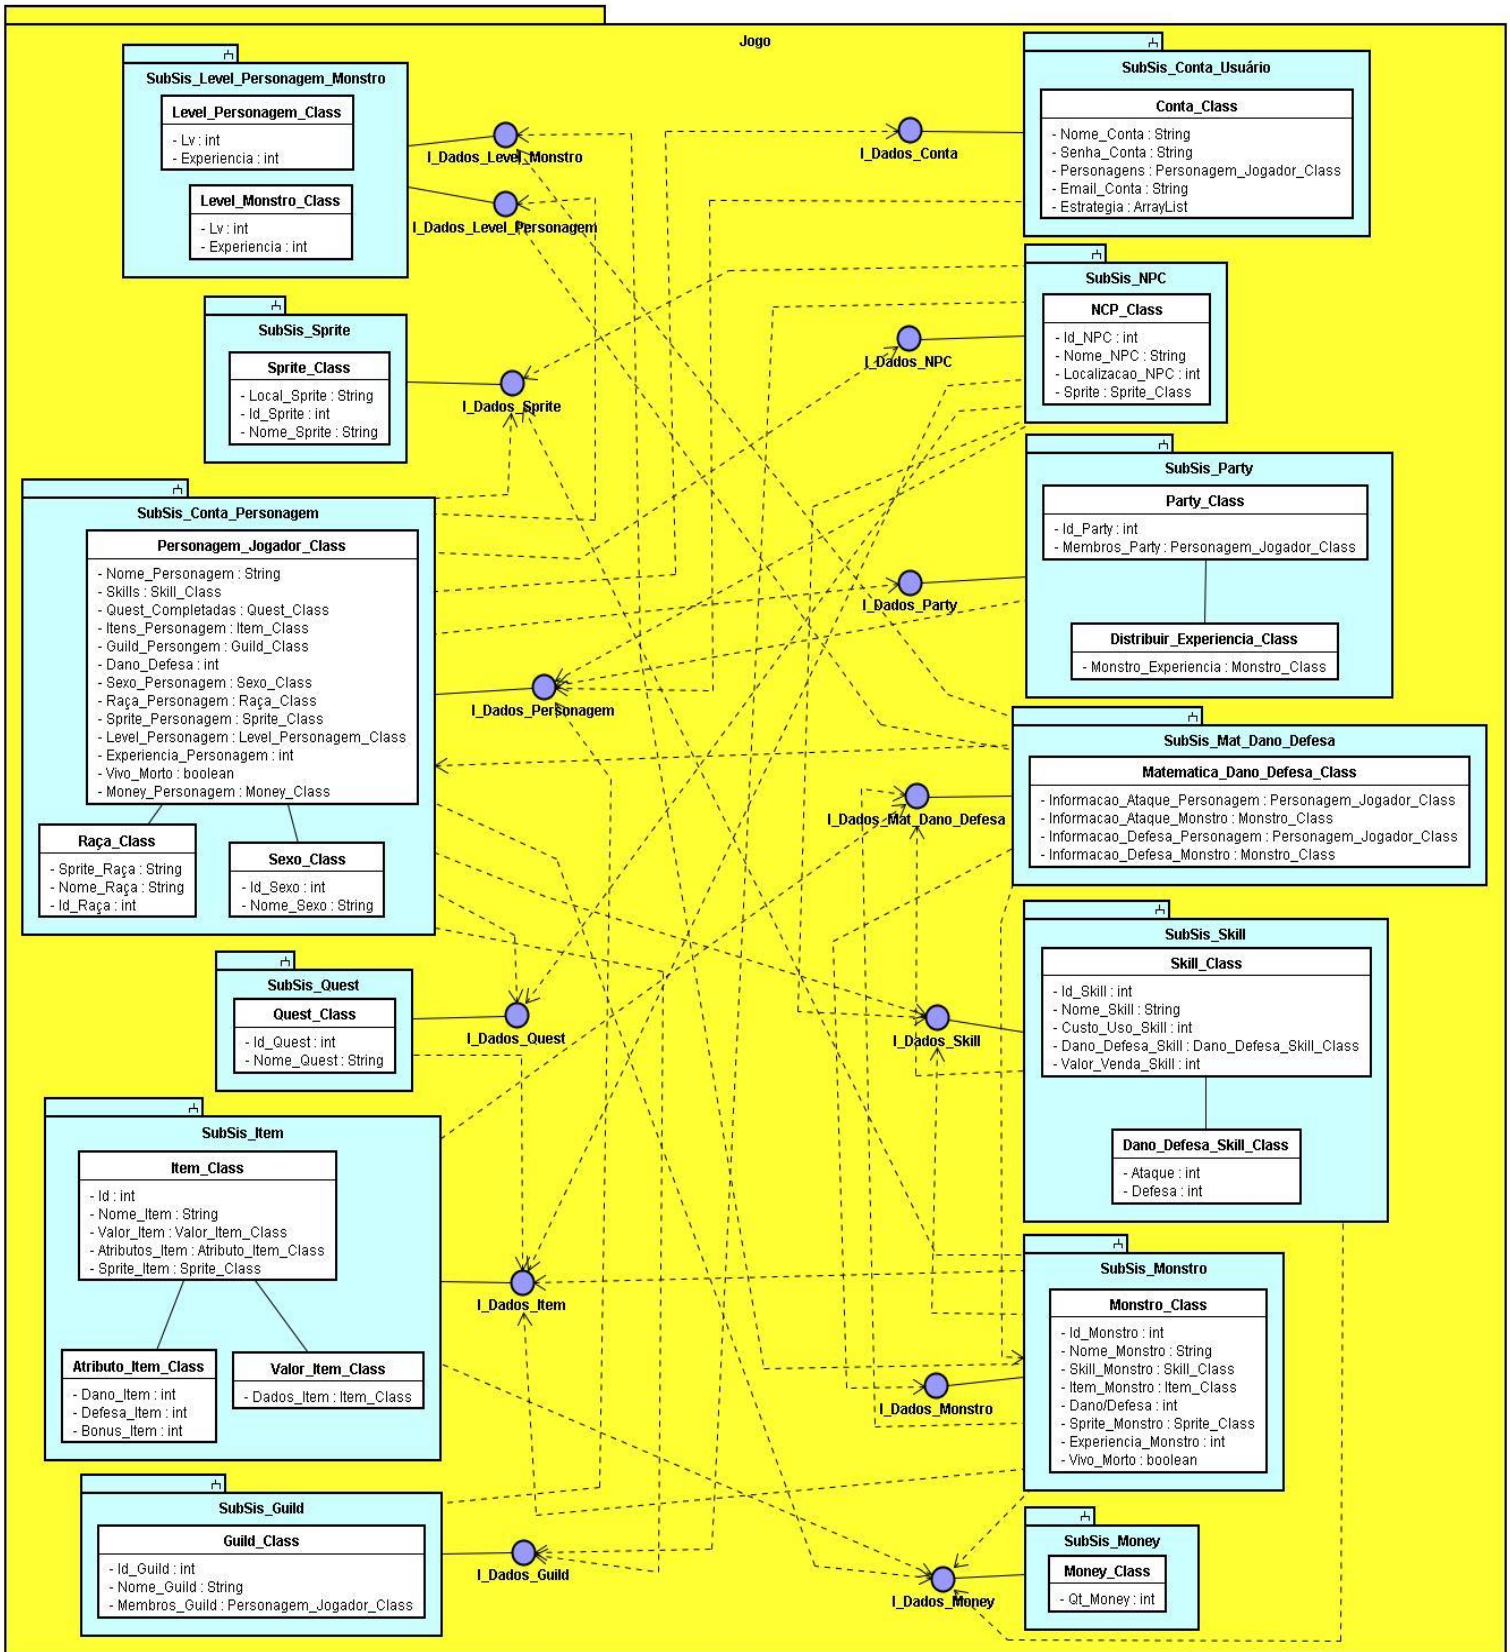 Jogo
SubSis_Level_Personagem_Monstro
Level_Personagem_Class
- Lv : int
- Experiencia : int
Level_Monstro_Class
- Lv : int
- Experiencia : int
I_Dados_Level_Monstro
I_Dados_Level_Personagem
SubSis_Sprite
Sprite_Class
- Local_Sprite : String
- Id_Sprite : int
- Nome_Sprite : String
I_Dados_Sprite
SubSis_Conta_Personagem
Personagem_Jogador_Class
- Nome_Personagem : String
- Skills : Skill_Class
- Quest_Completadas : Quest_Class
- Itens_Personagem : Item_Class
- Guild_Persongem : Guild_Class
- Dano_Defesa : int
- Sexo_Personagem : Sexo_Class
- Raça_Personagem : Raça_Class
- Sprite_Personagem : Sprite_Class
- Level_Personagem : Level_Personagem_Class
- Experiencia_Personagem : int
- Vivo_Morto : boolean
- Money_Personagem : Money_Class
Raça_Class
- Sprite_Raça : String
- Nome_Raça : String
- Id_Raça : int
Sexo_Class
- Id_Sexo : int
- Nome_Sexo : String
I_Dados_Personagem
SubSis_Quest
Quest_Class
- Id_Quest : int
- Nome_Quest : String
I_Dados_Quest
SubSis_Item
Item_Class
- Id : int
- Nome_Item : String
- Valor_Item : Valor_Item_Class
- Atributos_Item : Atributo_Item_Class
- Sprite_Item : Sprite_Class
Atributo_Item_Class
- Dano_Item : int
- Defesa_Item : int
- Bonus_Item : int
Valor_Item_Class
- Dados_Item : Item_Class
I_Dados_Item
SubSis_Guild
Guild_Class
- Id_Guild : int
- Nome_Guild : String
- Membros_Guild : Personagem_Jogador_Class
I_Dados_Guild
SubSis_Conta_Usuário
Conta_Class
- Nome_Conta : String
- Senha_Conta : String
- Personagens : Personagem_Jogador_Class
- Email_Conta : String
- Estrategia : ArrayList
I_Dados_Conta
SubSis_NPC
NCP_Class
- Id_NPC : int
- Nome_NPC : String
- Localizacao_NPC : int
- Sprite : Sprite_Class
I_Dados_NPC
SubSis_Party
Party_Class
- Id_Party : int
- Membros_Party : Personagem_Jogador_Class
Distribuir_Experiencia_Class
- Monstro_Experiencia : Monstro_Class
I_Dados_Party
SubSis_Mat_Dano_Defesa
Matematica_Dano_Defesa_Class
- Informacao_Ataque_Personagem : Personagem_Jogador_Class
- Informacao_Ataque_Monstro : Monstro_Class
- Informacao_Defesa_Personagem : Personagem_Jogador_Class
- Informacao_Defesa_Monstro : Monstro_Class
I_Dados_Mat_Dano_Defesa
SubSis_Skill
Skill_Class
- Id_Skill : int
- Nome_Skill : String
- Custo_Uso_Skill : int
- Dano_Defesa_Skill : Dano_Defesa_Skill_Class
- Valor_Venda_Skill : int
Dano_Defesa_Skill_Class
- Ataque : int
- Defesa : int
I_Dados_Skill
SubSis_Monstro
Monstro_Class
- Id_Monstro : int
- Nome_Monstro : String
- Skill_Monstro : Skill_Class
- Item_Monstro : Item_Class
- Dano/Defesa : int
- Sprite_Monstro : Sprite_Class
- Experiencia_Monstro : int
- Vivo_Morto : boolean
I_Dados_Monstro
SubSis_Money
Money_Class
- Qt_Money : int
I_Dados_Money